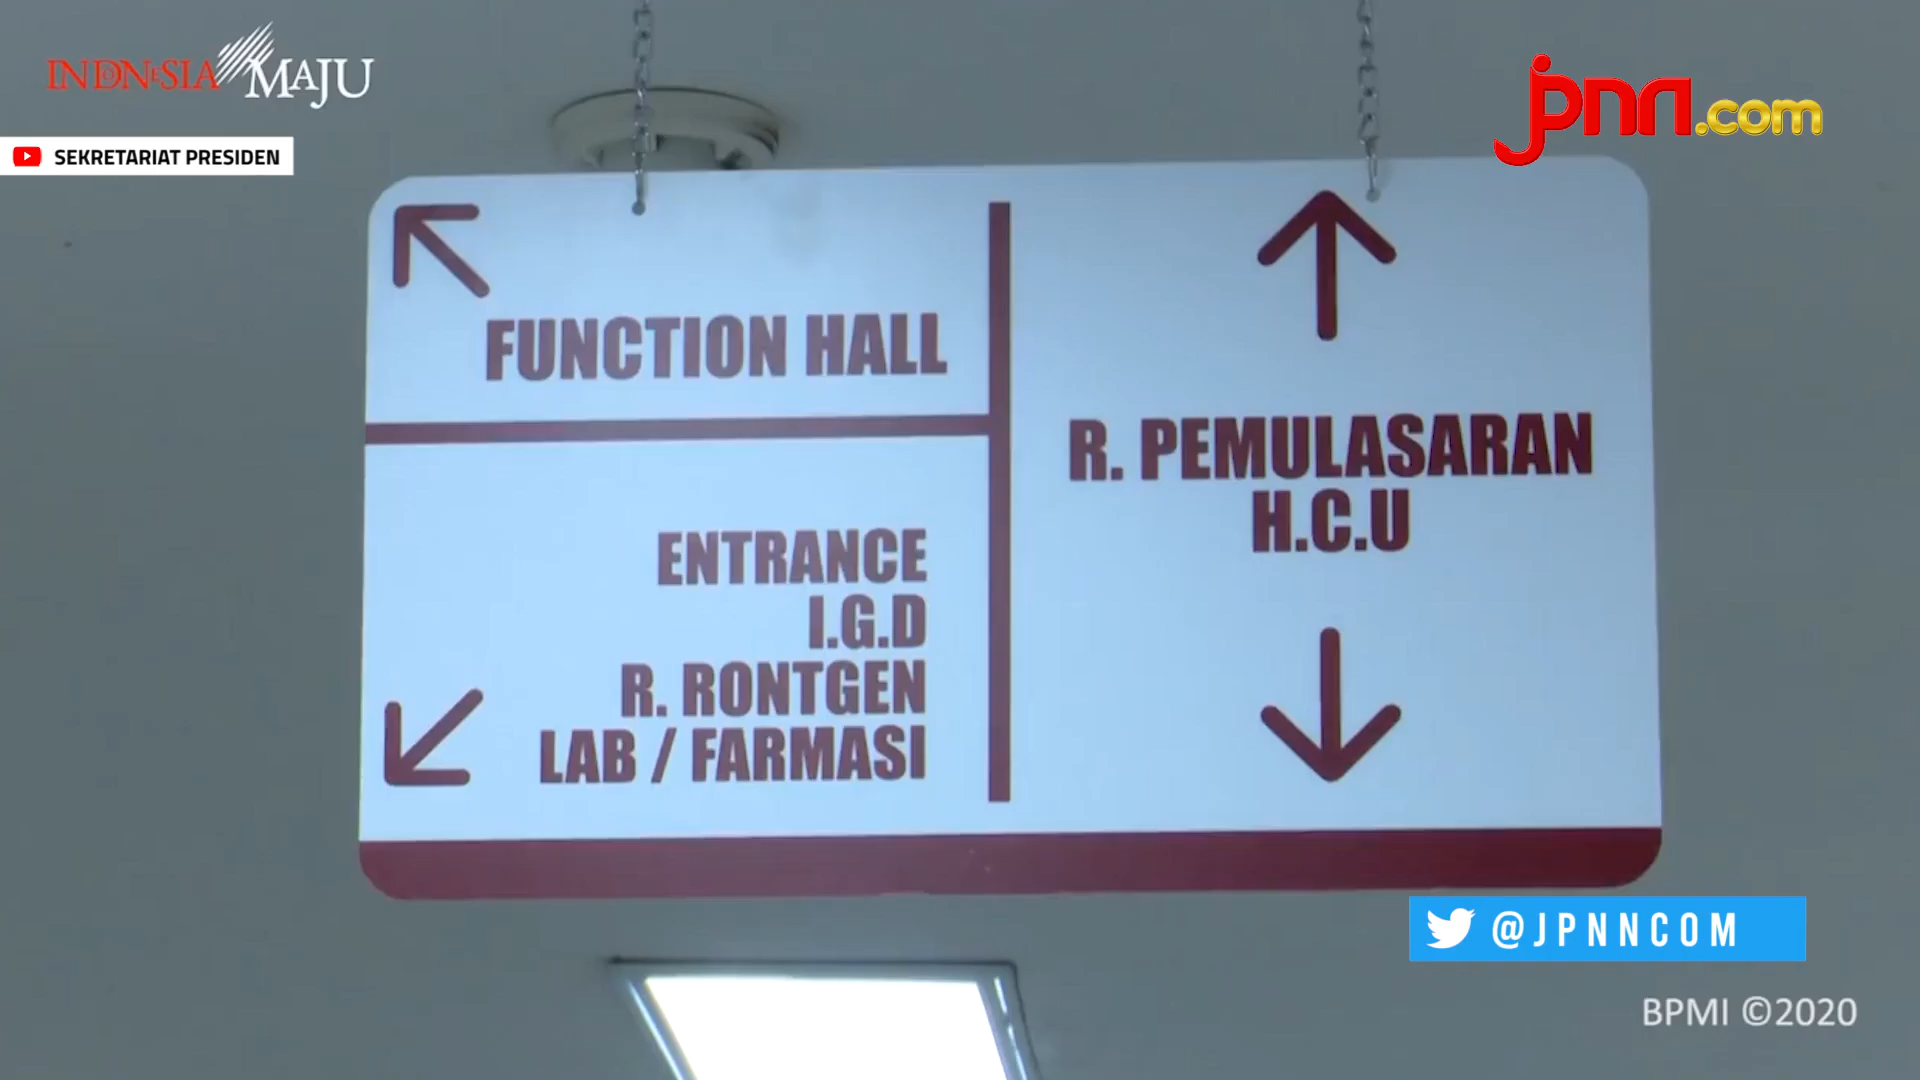 INDONESIA MAJU
SEKRETARIAT PRESIDEN
jpnn.com
FUNCTION HALL
ENTRANCE
I.G.D
R. RONTGEN
LAB / FARMASI
R. PEMULASARAN
H.C.U
@JPNNCOM
BPMI ©2020